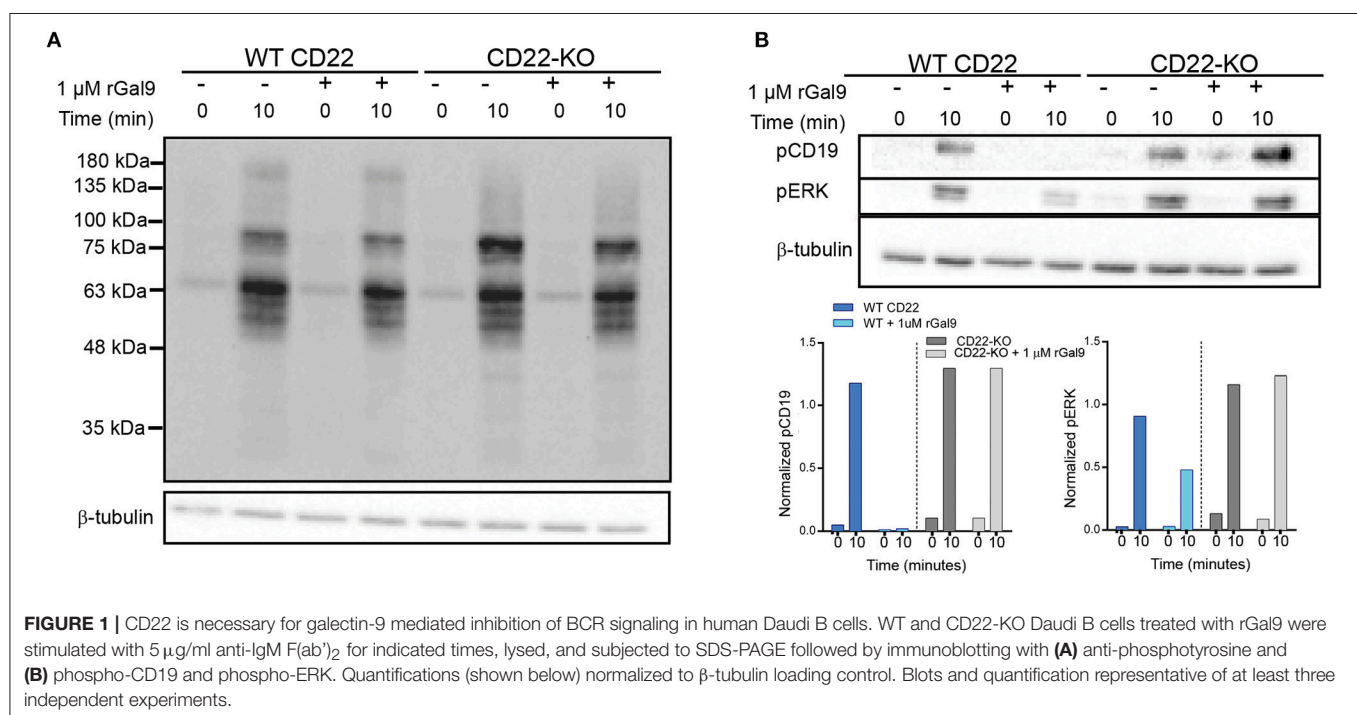 A
WT CD22 CD22-KO
1 µM rGal9 - - + + - - + +
Time (min) 0 10 0 10 0 10 0 10
180 kDa
135 kDa
100 kDa
75 kDa
63 kDa
48 kDa
35 kDa
β-tubulin
B
WT CD22 CD22-KO
1 µM rGal9 - - + + - - + +
Time (min) 0 10 0 10 0 10 0 10
pCD19
pERK
β-tubulin
WT CD22
WT + 1uM rGal9
CD22-KO
CD22-KO + 1 µM rGal9
Normalized pCD19
1.5
1.0
0.5
0.0
0 10 0 10 0 10 0 10
Time (minutes)
Normalized pERK
1.5
1.0
0.5
0.0
0 10 0 10 0 10 0 10
Time (minutes)
FIGURE 1 | CD22 is necessary for galectin-9 mediated inhibition of BCR signaling in human Daudi B cells. WT and CD22-KO Daudi B cells treated with rGal9 were
stimulated with 5 µg/ml anti-IgM F(ab')2 for indicated times, lysed, and subjected to SDS-PAGE followed by immunoblotting with (A) anti-phosphotyrosine and
(B) phospho-CD19 and phospho-ERK. Quantifications (shown below) normalized to β-tubulin loading control. Blots and quantification representative of at least three
independent experiments.